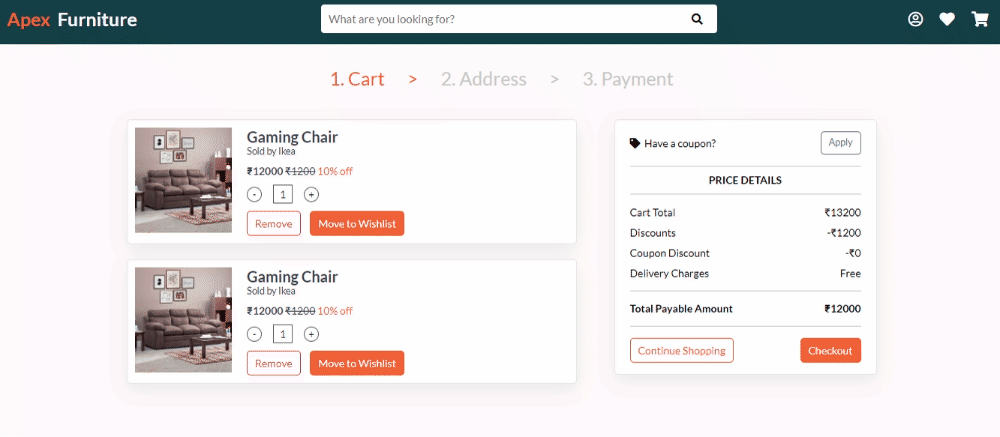 Apex Furniture
What are you looking for?
1. Cart > 2. Address > 3. Payment
Gaming Chair
Sold by Ikea
₹12000 ₹1200 10% off
- 1 +
Remove Move to Wishlist
Gaming Chair
Sold by Ikea
₹12000 ₹1200 10% off
- 1 +
Remove Move to Wishlist
Have a coupon? Apply
PRICE DETAILS
Cart Total ₹13200
Discounts -₹1200
Coupon Discount -₹0
Delivery Charges Free
Total Payable Amount ₹12000
Continue Shopping Checkout